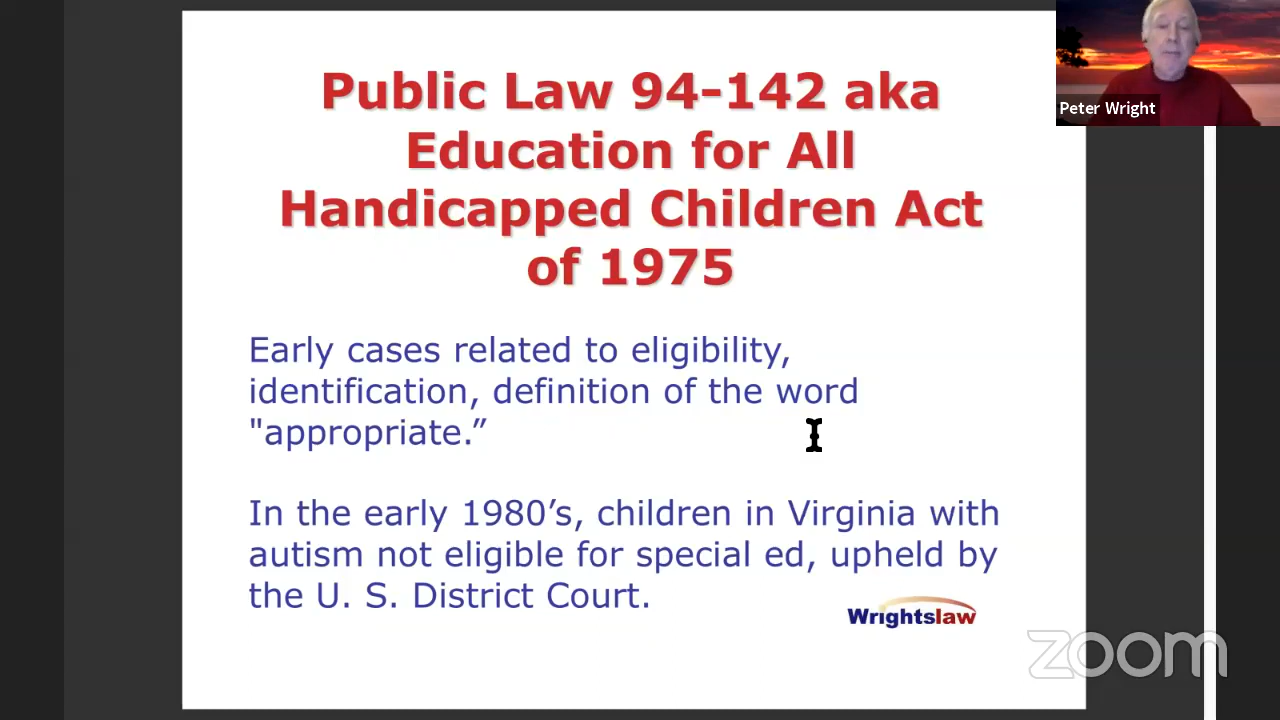 Public Law 94-142 aka
Education for All
Handicapped Children Act
of 1975
Early cases related to eligibility,
identification, definition of the word
"appropriate.”
In the early 1980’s, children in Virginia with
autism not eligible for special ed, upheld by
the U. S. District Court.
Wrightslaw
Peter Wright
zoom